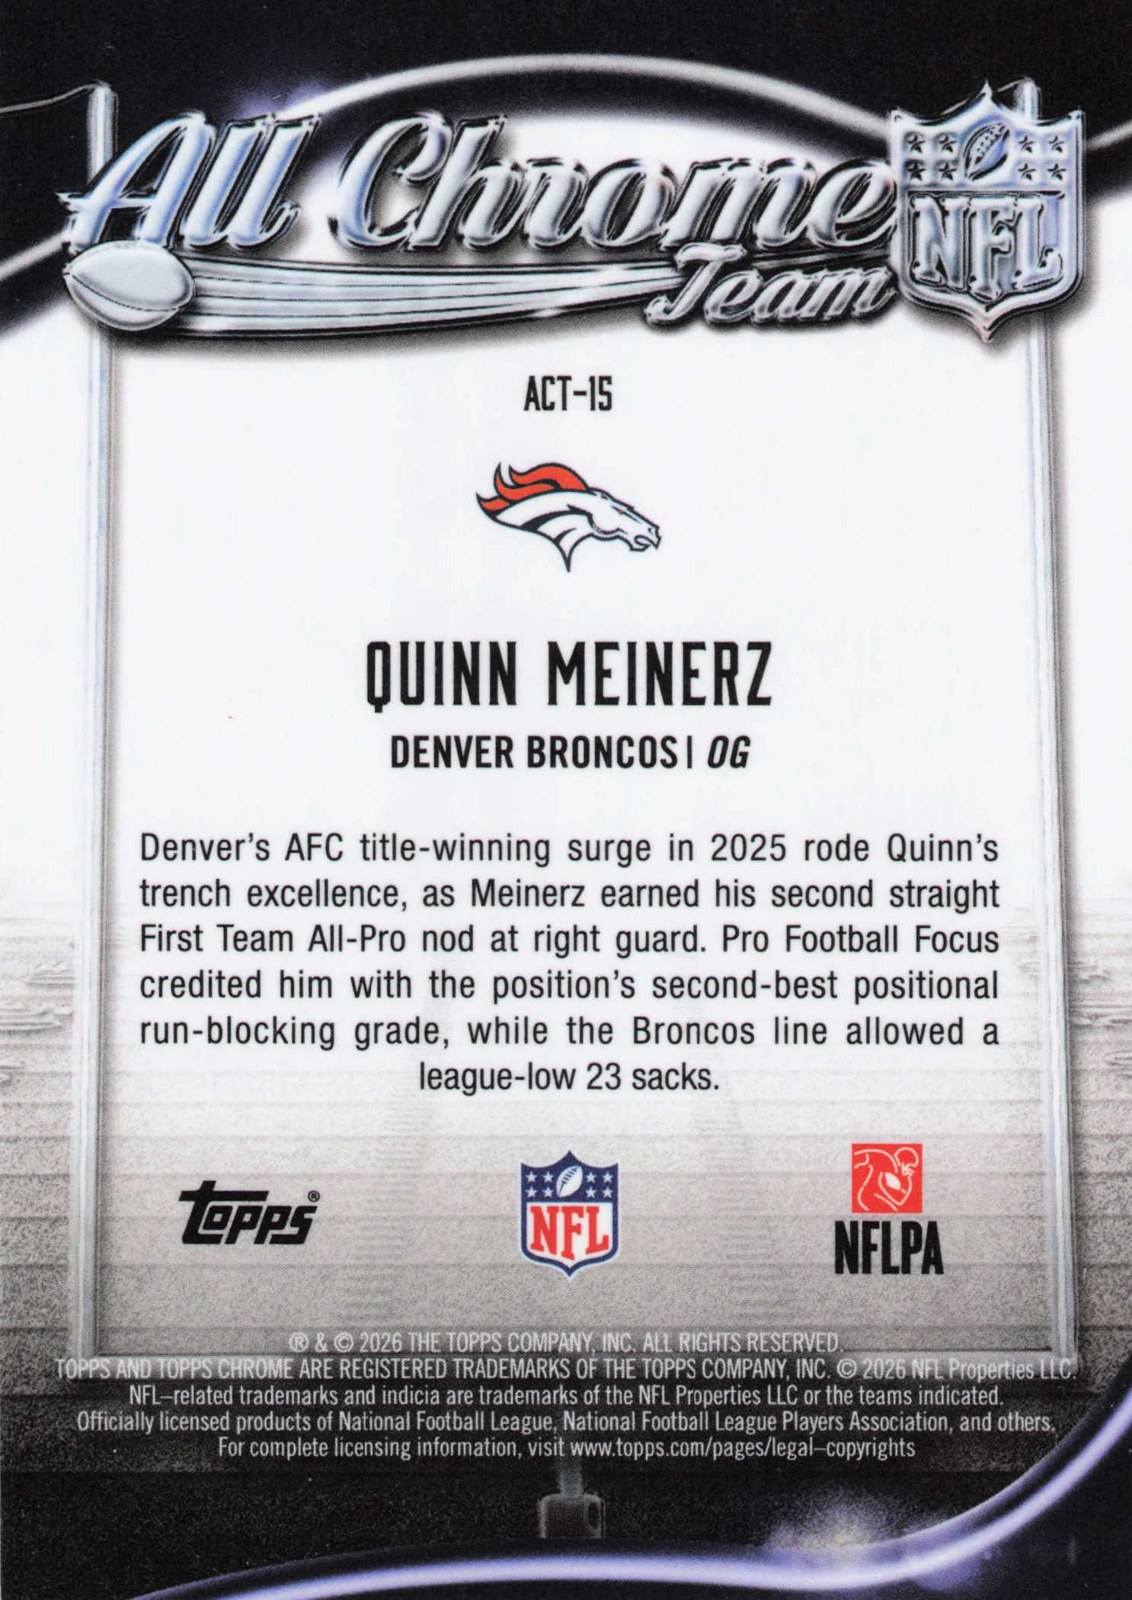 All Chrome
Team
NFL
ACT-15
QUINN MEINERZ
DENVER BRONCOS| OG
Denver's AFC title-winning surge in 2025 rode Quinn's
trench excellence, as Meinerz earned his second straight
First Team All-Pro nod at right guard. Pro Football Focus
credited him with the position's second-best positional
run-blocking grade, while the Broncos line allowed a
league-low 23 sacks.
Topps®
NFL
NFLPA
® & © 2026 THE TOPPS COMPANY, INC. ALL RIGHTS RESERVED.
TOPPS AND TOPPS CHROME ARE REGISTERED TRADEMARKS OF THE TOPPS COMPANY, INC. © 2026 NFL Properties LLC.
NFL–related trademarks and indicia are trademarks of the NFL Properties LLC or the teams indicated.
Officially licensed products of National Football League, National Football League Players Association, and others.
For complete licensing information, visit www.topps.com/pages/legal–copyrights